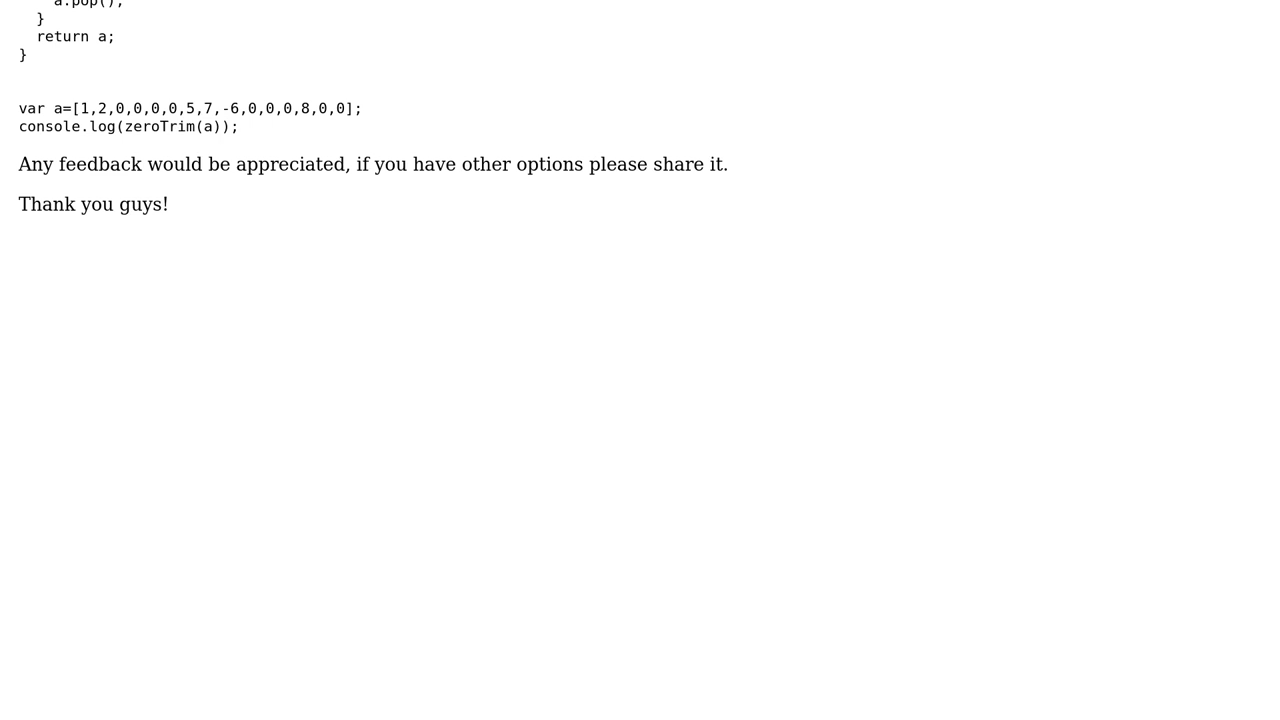 a.pop();
}
return a;
}
var a=[1,2,0,0,0,0,5,7,-6,0,0,0,8,0,0];
console.log(zeroTrim(a));
Any feedback would be appreciated, if you have other options please share it.
Thank you guys!